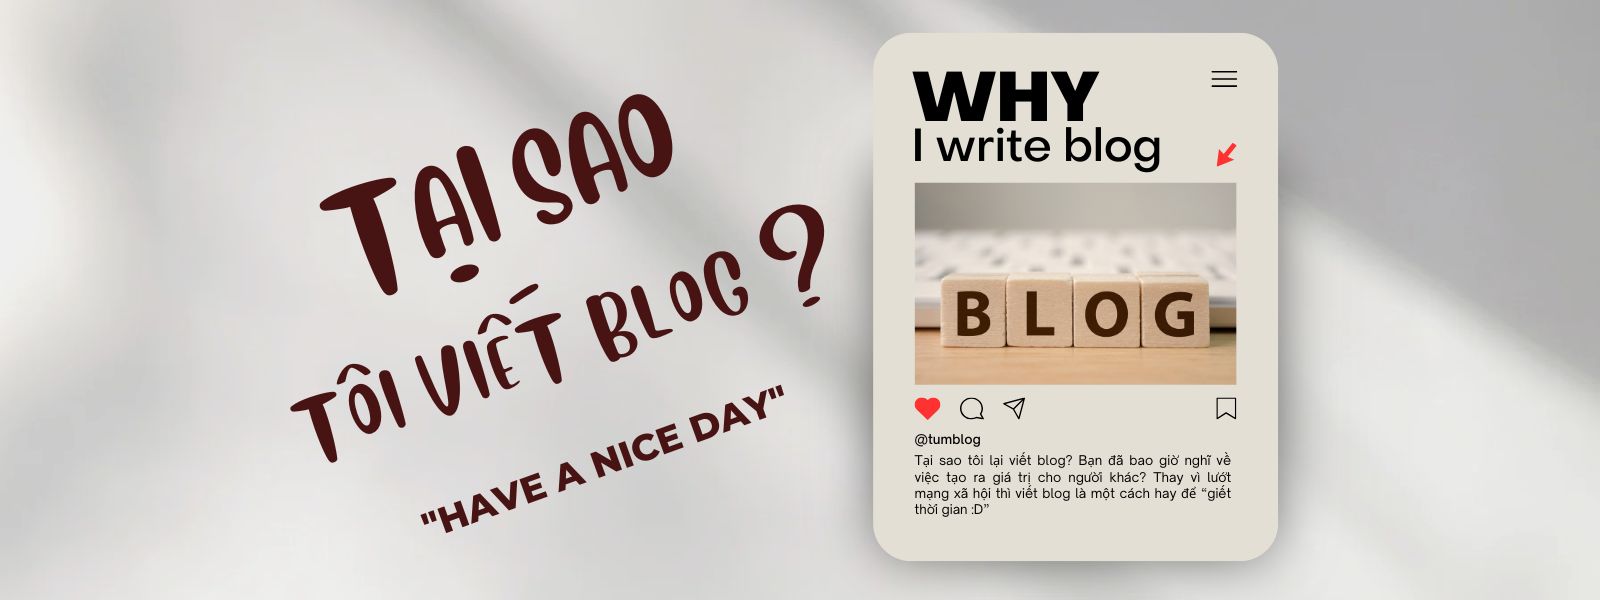 TẠI SAO
TÔI VIẾT BLOG ?
"HAVE A NICE DAY"
WHY
I write blog
BLOG
@tumblog
Tại sao tôi lại viết blog? Bạn đã bao giờ nghĩ về
việc tạo ra giá trị cho người khác? Thay vì lướt
mạng xã hội thì viết blog là một cách hay để “giết
thời gian :D”